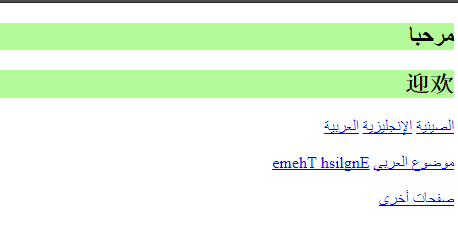 مرحبا
迎欢
الصينية الإنجليزية العربية
موضوع العربي emehT hsilgnE
صفحات أخرى